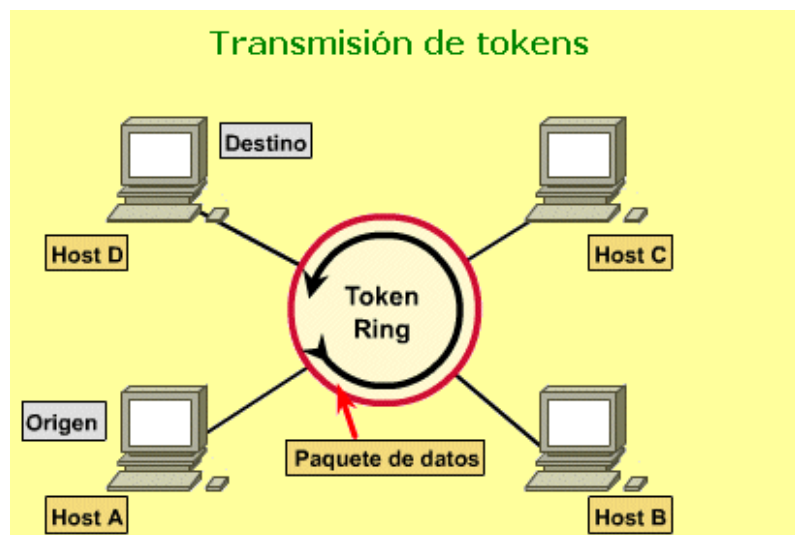 Transmisión de tokens
Destino
Host D
Host C
Token
Ring
Origen
Paquete de datos
Host A
Host B